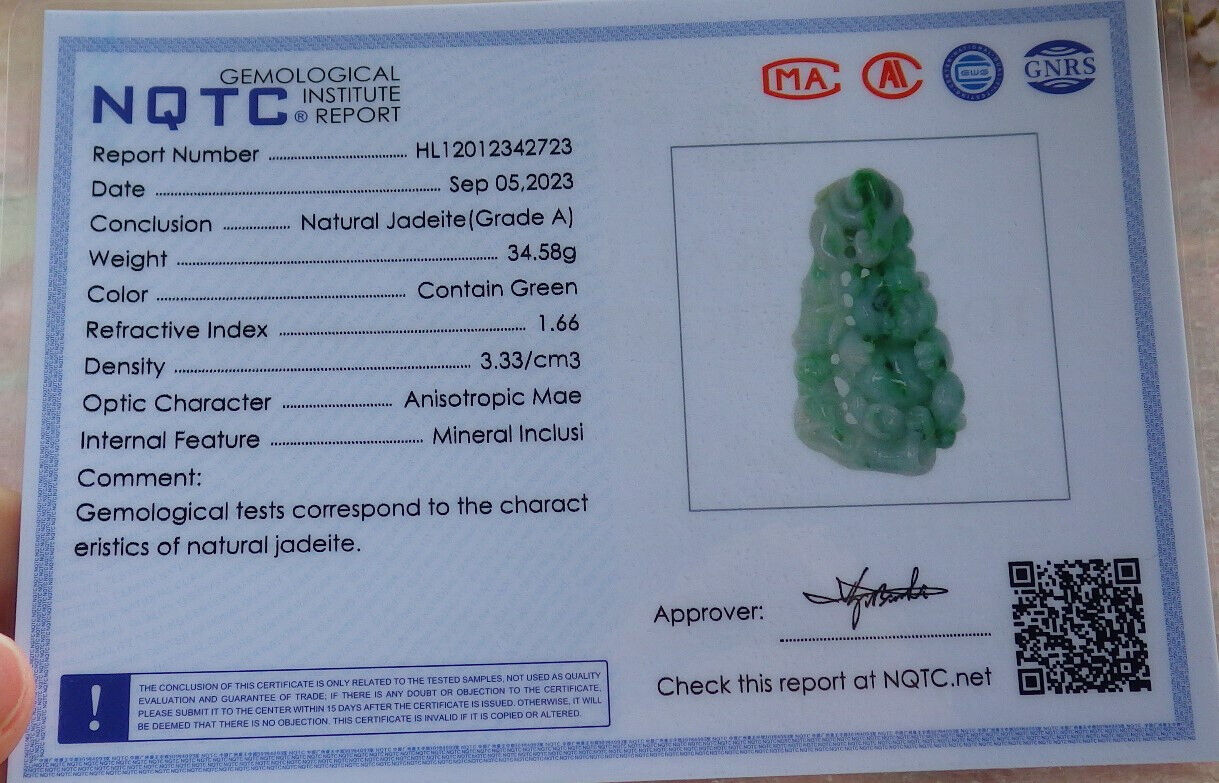 GEMOLOGICAL
NQTC INSTITUTE
® REPORT
Report Number ........ HL12012342723
Date ........ Sep 05,2023
Conclusion ........ Natural Jadeite(Grade A)
Weight ........ 34.58g
Color ........ Contain Green
Refractive Index ........ 1.66
Density ........ 3.33/cm3
Optic Character ........ Anisotropic Mae
Internal Feature ........ Mineral Inclusi
Comment:
Gemological tests correspond to the charact
eristics of natural jadeite.
!
THE CONCLUSION OF THIS CERTIFICATE IS ONLY RELATED TO THE TESTED SAMPLES, NOT USED AS QUALITY
EVALUATION AND GUARANTEE OF TRADE; IF THERE IS ANY DOUBT OR OBJECTION TO THE CERTIFICATE,
PLEASE SUBMIT IT TO THE CENTER WITHIN 15 DAYS AFTER THE CERTIFICATE IS ISSUED. OTHERWISE, IT WILL
BE DEEMED THAT THERE IS NO OBJECTION. THIS CERTIFICATE IS INVALID IF IT IS COPIED OR ALTERED.
MA
GNRS
Approver:
Check this report at NQTC.net